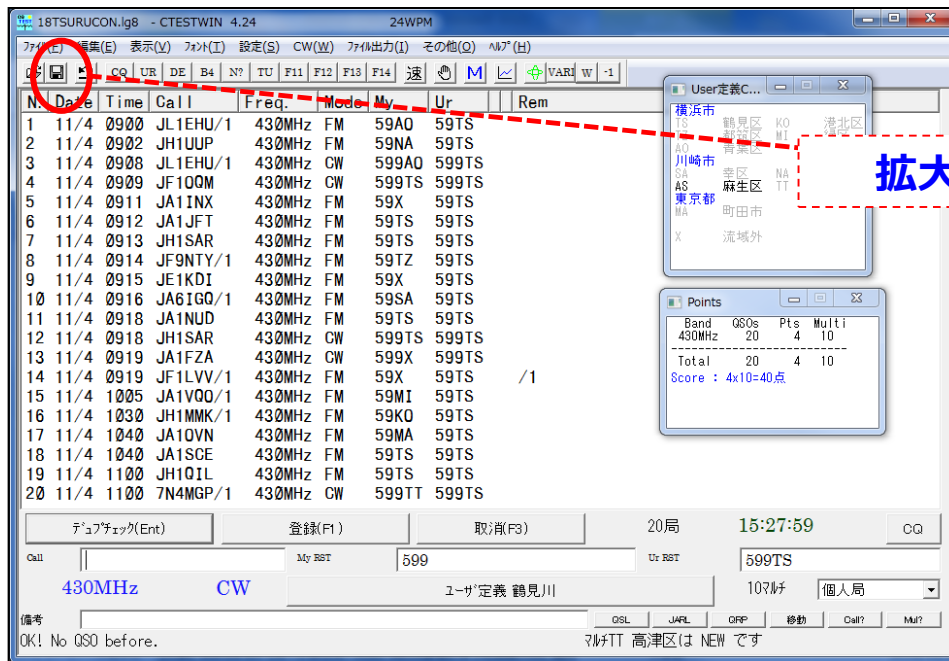 18TSURUCON.lg8 - CTESTWIN 4.24 24WPM
ﾌｧｲﾙ(F) 編集(E) 表示(V) ﾌｫﾝﾄ(T) 設定(S) CW(W) ﾌｧｲﾙ出力(I) その他(O) ﾍﾙﾌﾟ(H)
CQ UR DE B4 N? TU F11 F12 F13 F14 速 M VARI W -1
N. Date Time Call Freq. Mode My Ur Rem
1 11/4 0900 JL1EHU/1 430MHz FM 59AO 59TS
2 11/4 0902 JH1UUP 430MHz FM 59NA 59TS
3 11/4 0908 JL1EHU/1 430MHz CW 599AO 599TS
4 11/4 0909 JF1OQM 430MHz CW 599TS 599TS
5 11/4 0911 JA1INX 430MHz FM 59X 59TS
6 11/4 0912 JA1JFT 430MHz FM 59TS 59TS
7 11/4 0913 JH1SAR 430MHz FM 59TS 59TS
8 11/4 0914 JF9NTY/1 430MHz FM 59TZ 59TS
9 11/4 0915 JE1KDI 430MHz FM 59X 59TS
10 11/4 0916 JA6IGQ/1 430MHz FM 59SA 59TS
11 11/4 0918 JA1NUD 430MHz FM 59TS 59TS
12 11/4 0918 JH1SAR 430MHz CW 599TS 599TS
13 11/4 0919 JA1FZA 430MHz CW 599X 599TS
14 11/4 0919 JF1LVV/1 430MHz FM 59X 59TS /1
15 11/4 1005 JA1VQO/1 430MHz FM 59MI 59TS
16 11/4 1030 JH1MMK/1 430MHz FM 59KO 59TS
17 11/4 1040 JA1OVN 430MHz FM 59MA 59TS
18 11/4 1040 JA1SCE 430MHz FM 59TS 59TS
19 11/4 1100 JH1QIL 430MHz FM 59TS 59TS
20 11/4 1100 7N4MGP/1 430MHz CW 599TT 599TS
User定義C...
横浜市
TS 鶴見区 KO 港北区
都筑区 MI 緑区
AO 青葉区
川崎市
SA 幸区 NA
AS 麻生区 TT
東京都
MA 町田市
X 流域外
拡大
Points
Band QSOs Pts Multi
430MHz 20 4 10
Total 20 4 10
Score : 4x10=40点
ﾃﾞｭﾌﾟﾁｪｯｸ(Ent) 登録(F1) 取消(F3) 20局 15:27:59 CQ
Call My RST 599 Ur RST 599TS
430MHz CW ﾕｰｻﾞ定義 鶴見川 10ﾏﾙﾁ 個人局
備考 QSL JARL QRP 移動 Call? Mul?
OK! No QSO before. ﾏﾙﾁTT 高津区は NEW です